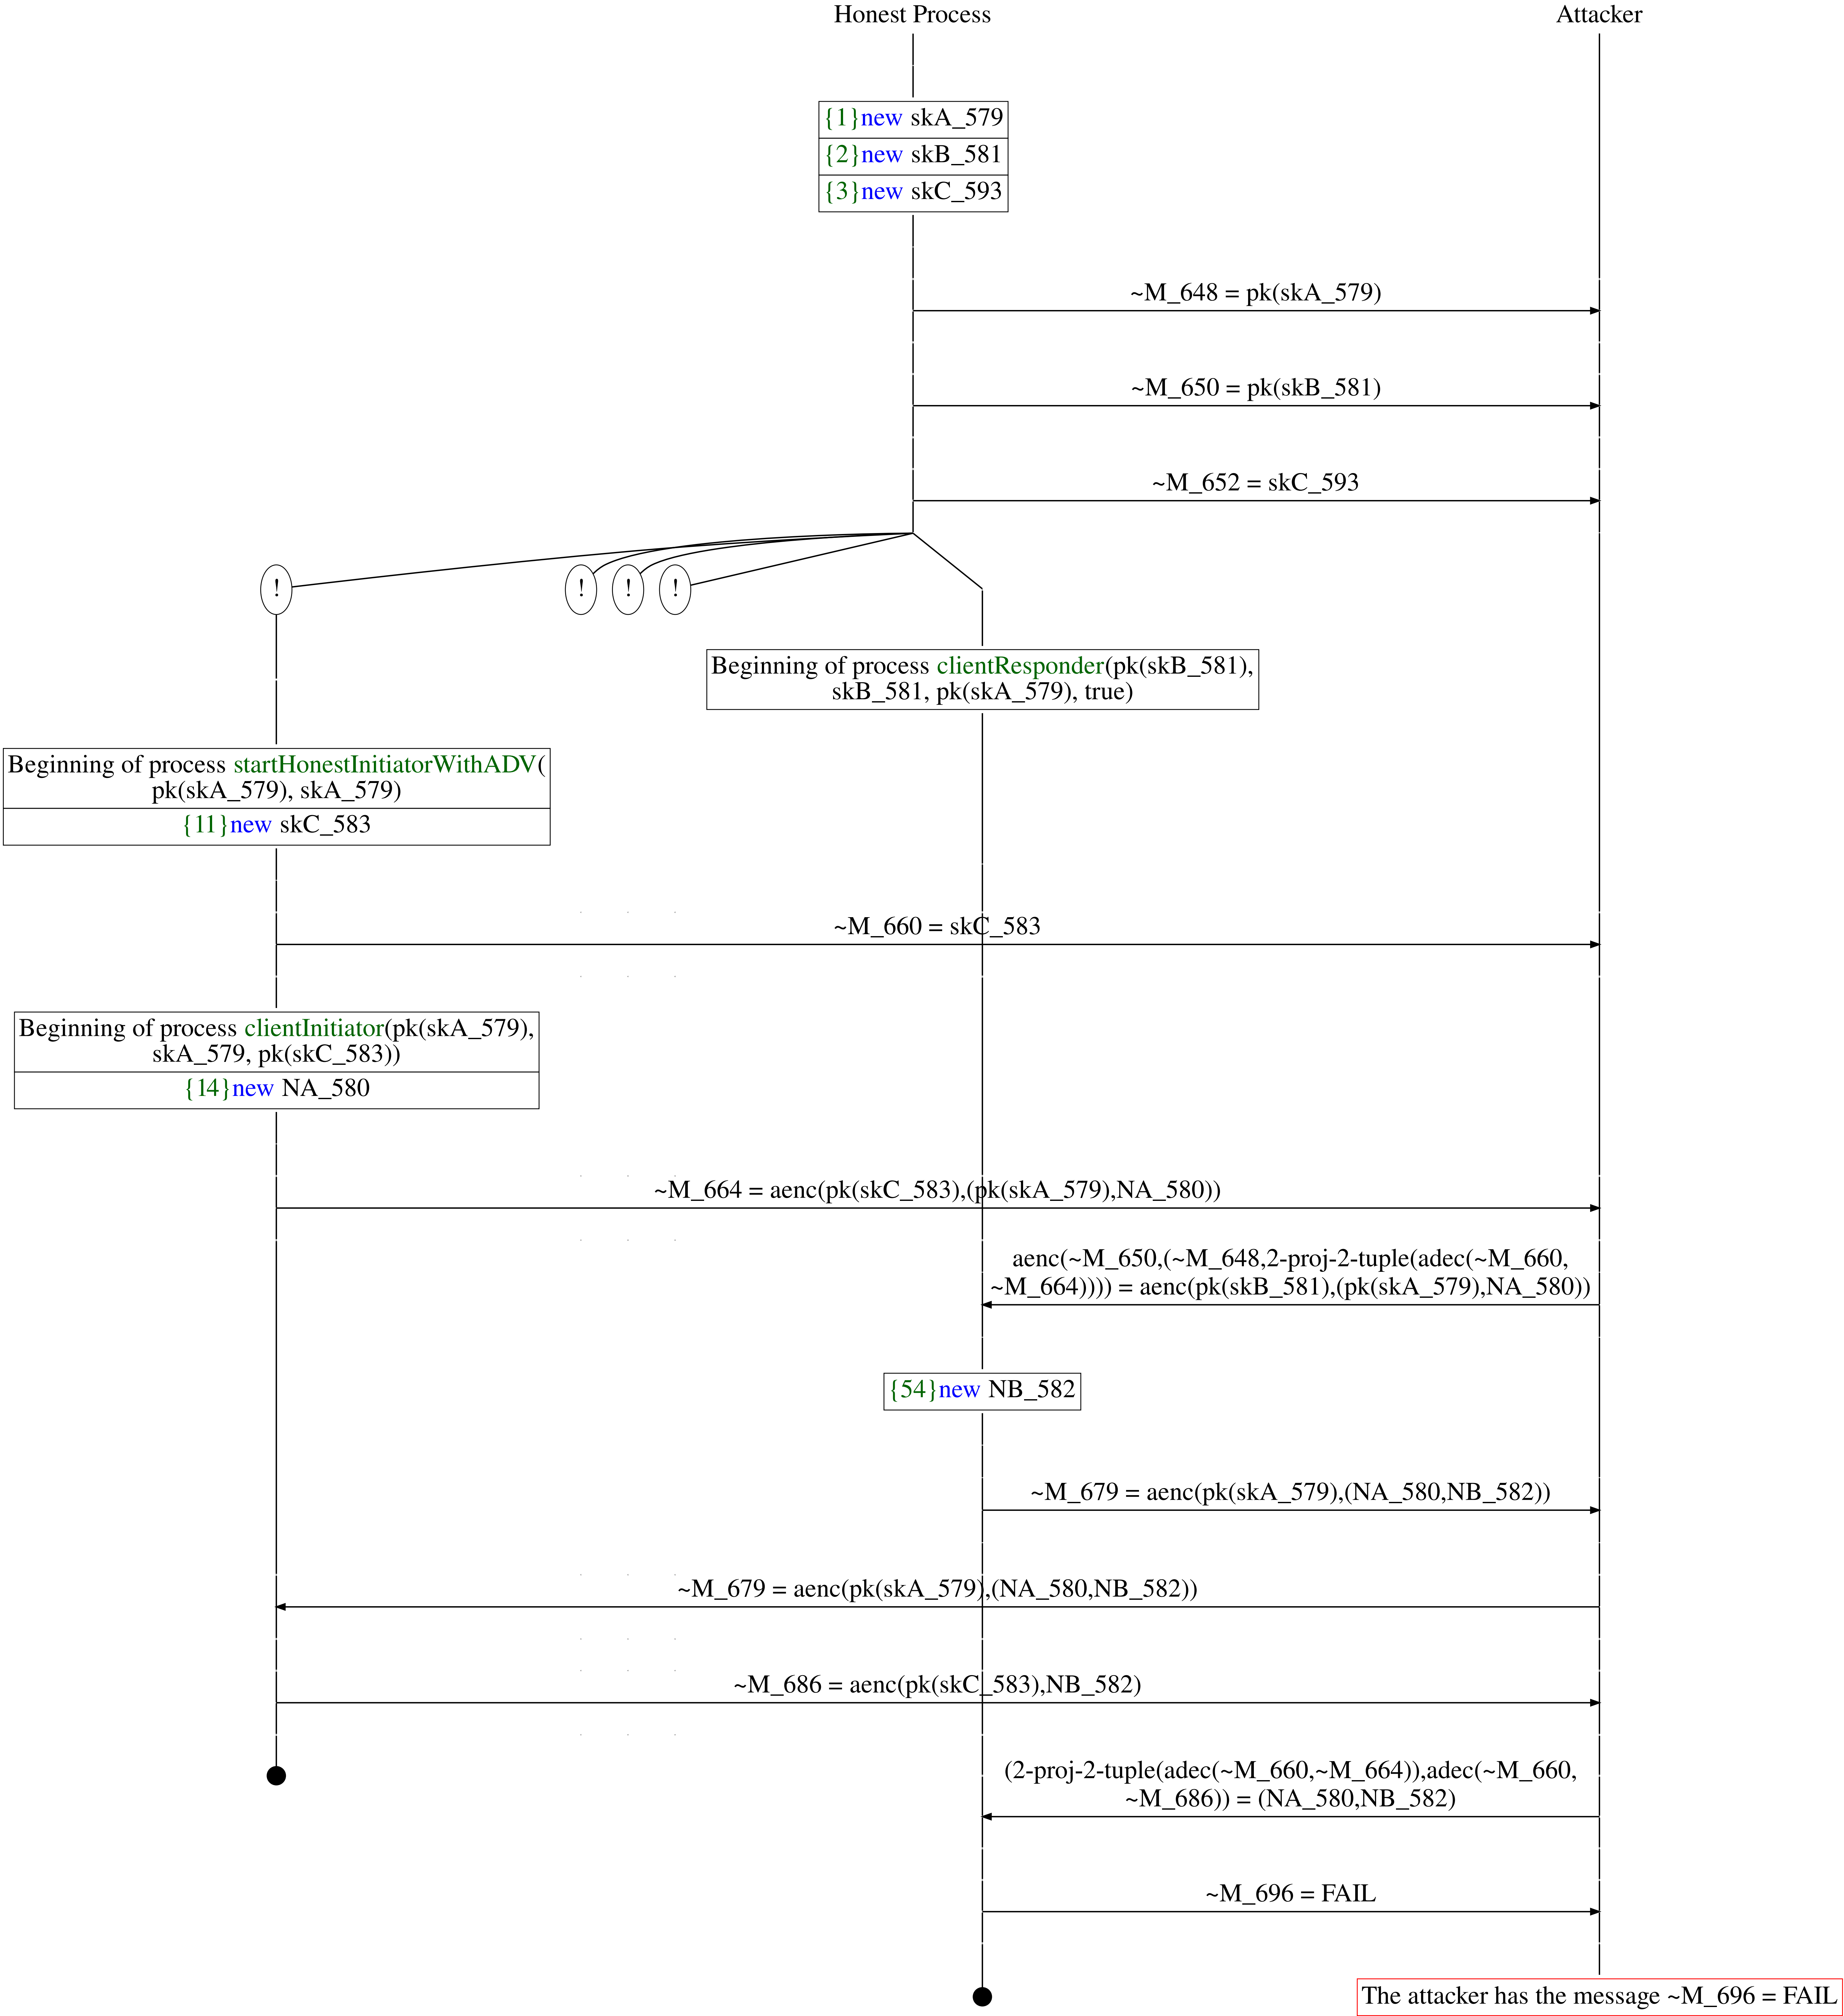 Honest Process
Attacker
{1}new skA_579
{2}new skB_581
{3}new skC_593
~M_648 = pk(skA_579)
~M_650 = pk(skB_581)
~M_652 = skC_593
!
!
!
!
Beginning of process clientResponder(pk(skB_581),
skB_581, pk(skA_579), true)
Beginning of process startHonestInitiatorWithADV(
pk(skA_579), skA_579)
{11}new skC_583
~M_660 = skC_583
Beginning of process clientInitiator(pk(skA_579),
skA_579, pk(skC_583))
{14}new NA_580
~M_664 = aenc(pk(skC_583),(pk(skA_579),NA_580))
aenc(~M_650,(~M_648,2-proj-2-tuple(adec(~M_660,
~M_664)))) = aenc(pk(skB_581),(pk(skA_579),NA_580))
{54}new NB_582
~M_679 = aenc(pk(skA_579),(NA_580,NB_582))
~M_679 = aenc(pk(skA_579),(NA_580,NB_582))
~M_686 = aenc(pk(skC_583),NB_582)
(2-proj-2-tuple(adec(~M_660,~M_664)),adec(~M_660,
~M_686)) = (NA_580,NB_582)
~M_696 = FAIL
The attacker has the message ~M_696 = FAIL